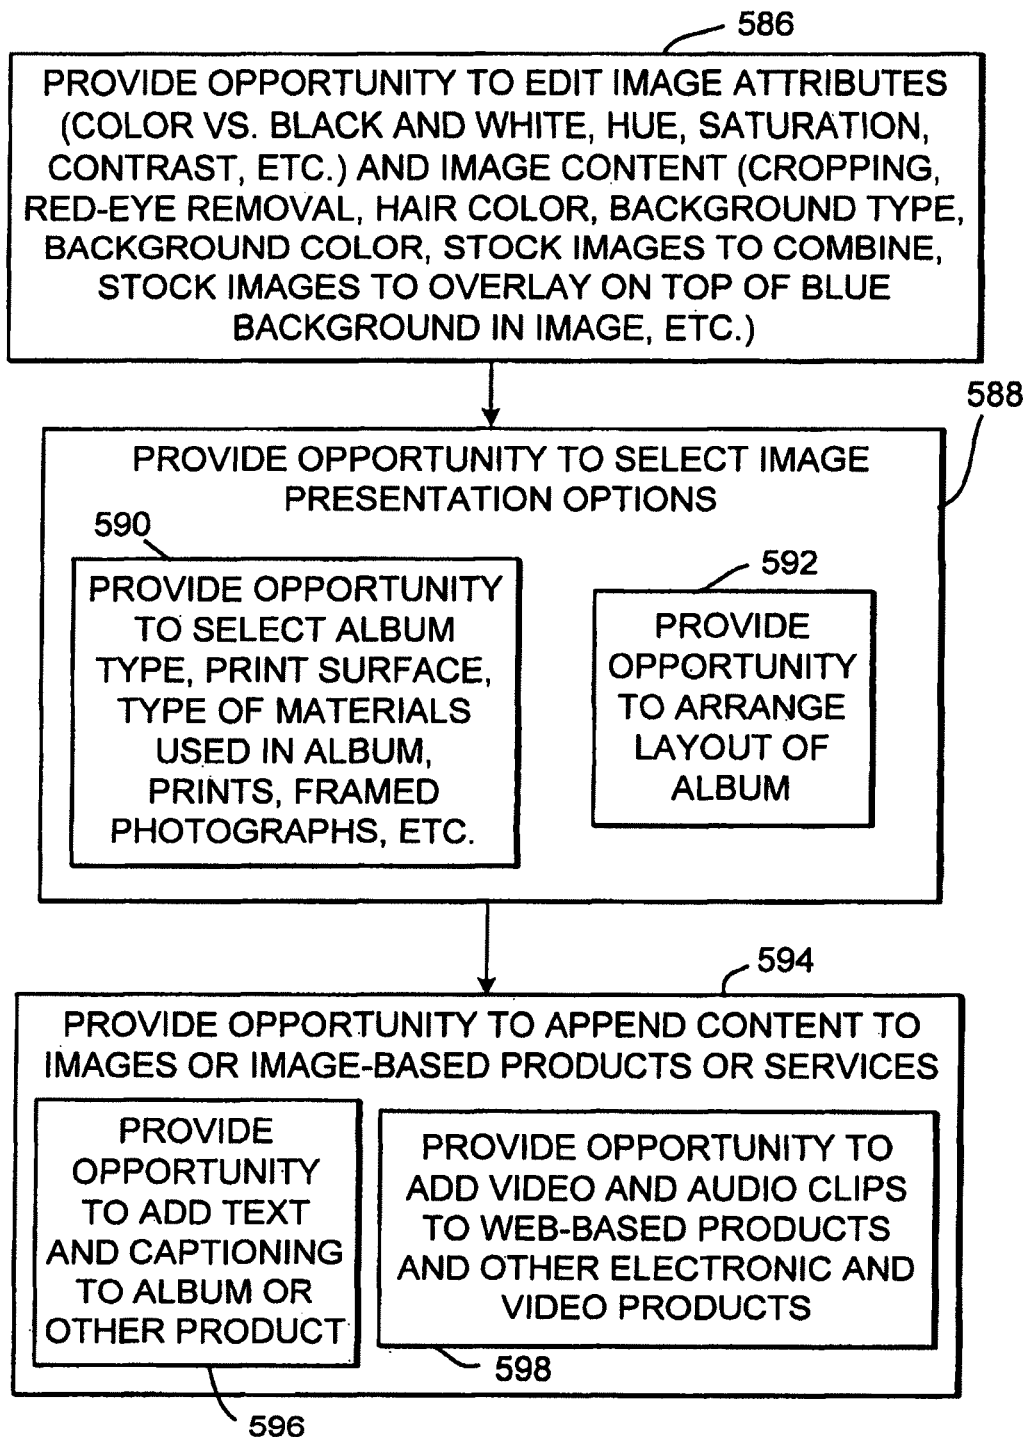 586
PROVIDE OPPORTUNITY TO EDIT IMAGE ATTRIBUTES
(COLOR VS. BLACK AND WHITE, HUE, SATURATION,
CONTRAST, ETC.) AND IMAGE CONTENT (CROPPING,
RED-EYE REMOVAL, HAIR COLOR, BACKGROUND TYPE,
BACKGROUND COLOR, STOCK IMAGES TO COMBINE,
STOCK IMAGES TO OVERLAY ON TOP OF BLUE
BACKGROUND IN IMAGE, ETC.)
588
PROVIDE OPPORTUNITY TO SELECT IMAGE
PRESENTATION OPTIONS
590
PROVIDE OPPORTUNITY
TO SELECT ALBUM
TYPE, PRINT SURFACE,
TYPE OF MATERIALS
USED IN ALBUM,
PRINTS, FRAMED
PHOTOGRAPHS, ETC.
592
PROVIDE
OPPORTUNITY
TO ARRANGE
LAYOUT OF
ALBUM
594
PROVIDE OPPORTUNITY TO APPEND CONTENT TO
IMAGES OR IMAGE-BASED PRODUCTS OR SERVICES
PROVIDE
OPPORTUNITY
TO ADD TEXT
AND CAPTIONING
TO ALBUM OR
OTHER PRODUCT
596
PROVIDE OPPORTUNITY TO
ADD VIDEO AND AUDIO CLIPS
TO WEB-BASED PRODUCTS
AND OTHER ELECTRONIC AND
VIDEO PRODUCTS
598